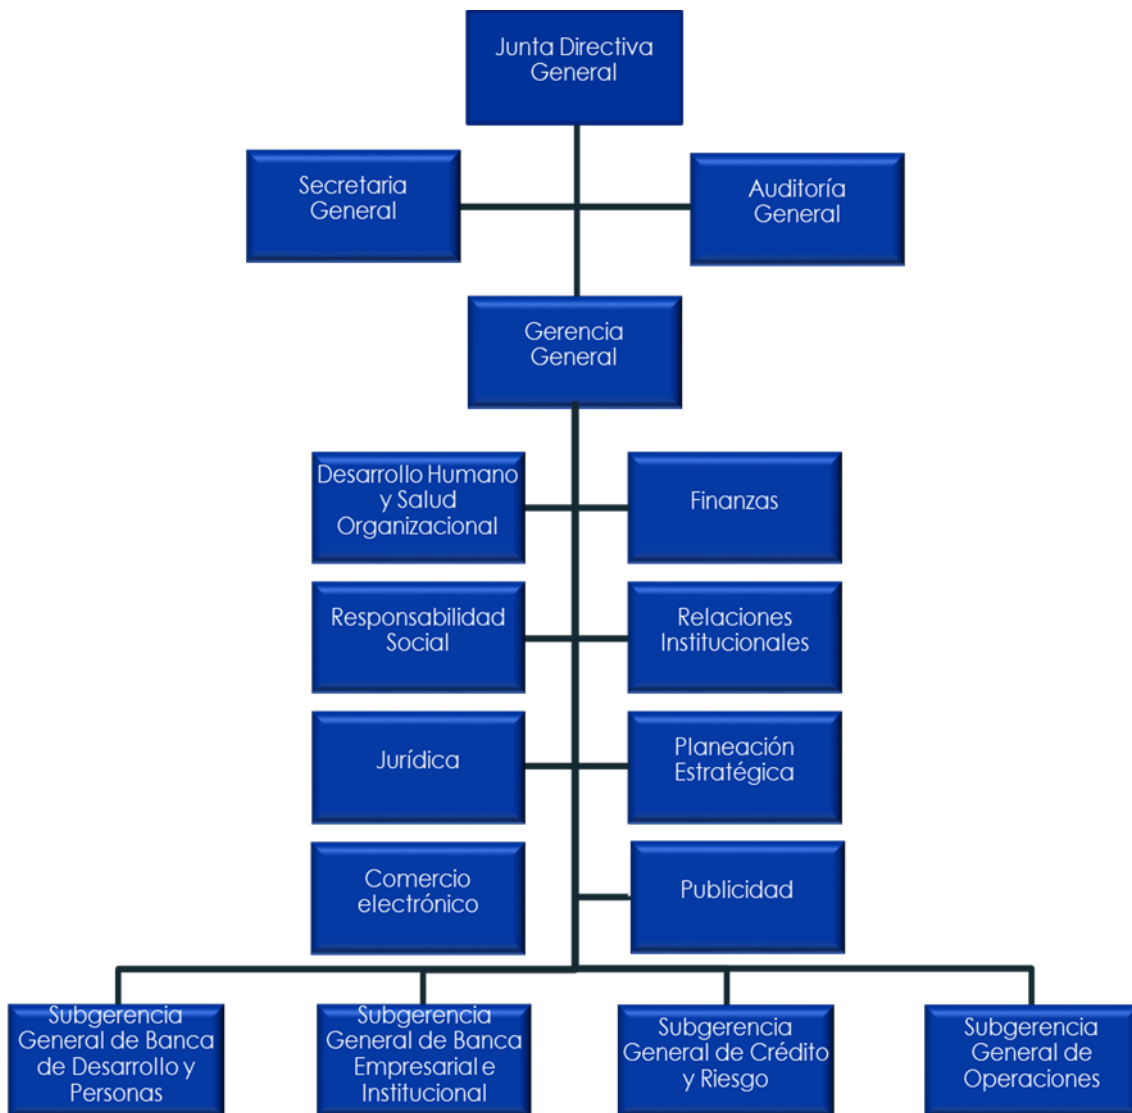 Junta Directiva
General
Secretaria
General
Auditoría
General
Gerencia
General
Desarrollo Humano
y Salud
Organizacional
Finanzas
Responsabilidad
Social
Relaciones
Institucionales
Jurídica
Planeación
Estratégica
Comercio
electrónico
Publicidad
Subgerencia
General de Banca
de Desarrollo y
Personas
Subgerencia
General de Banca
Empresarial e
Institucional
Subgerencia
General de Crédito
y Riesgo
Subgerencia
General de
Operaciones